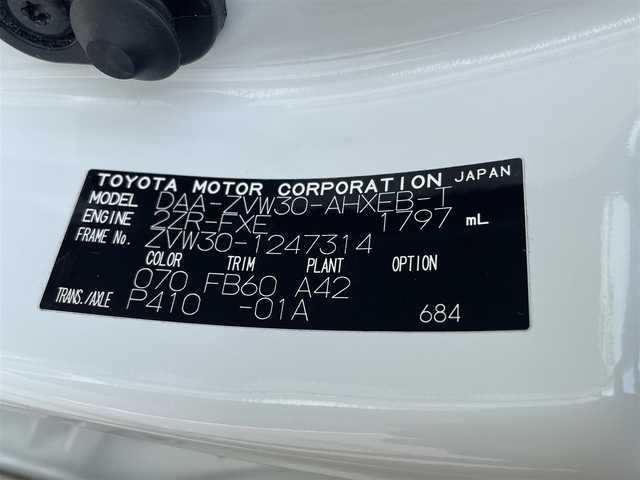 TOYOTA MOTOR CORPORATION JAPAN
MODEL DAA-ZVW30-AHXEB-T
ENGINE 2ZR-FXE 1797 mL
FRAME No. ZVW30-1247314
COLOR TRIM PLANT OPTION
070 FB60 A42
TRANS./AXLE P410 -01A
684